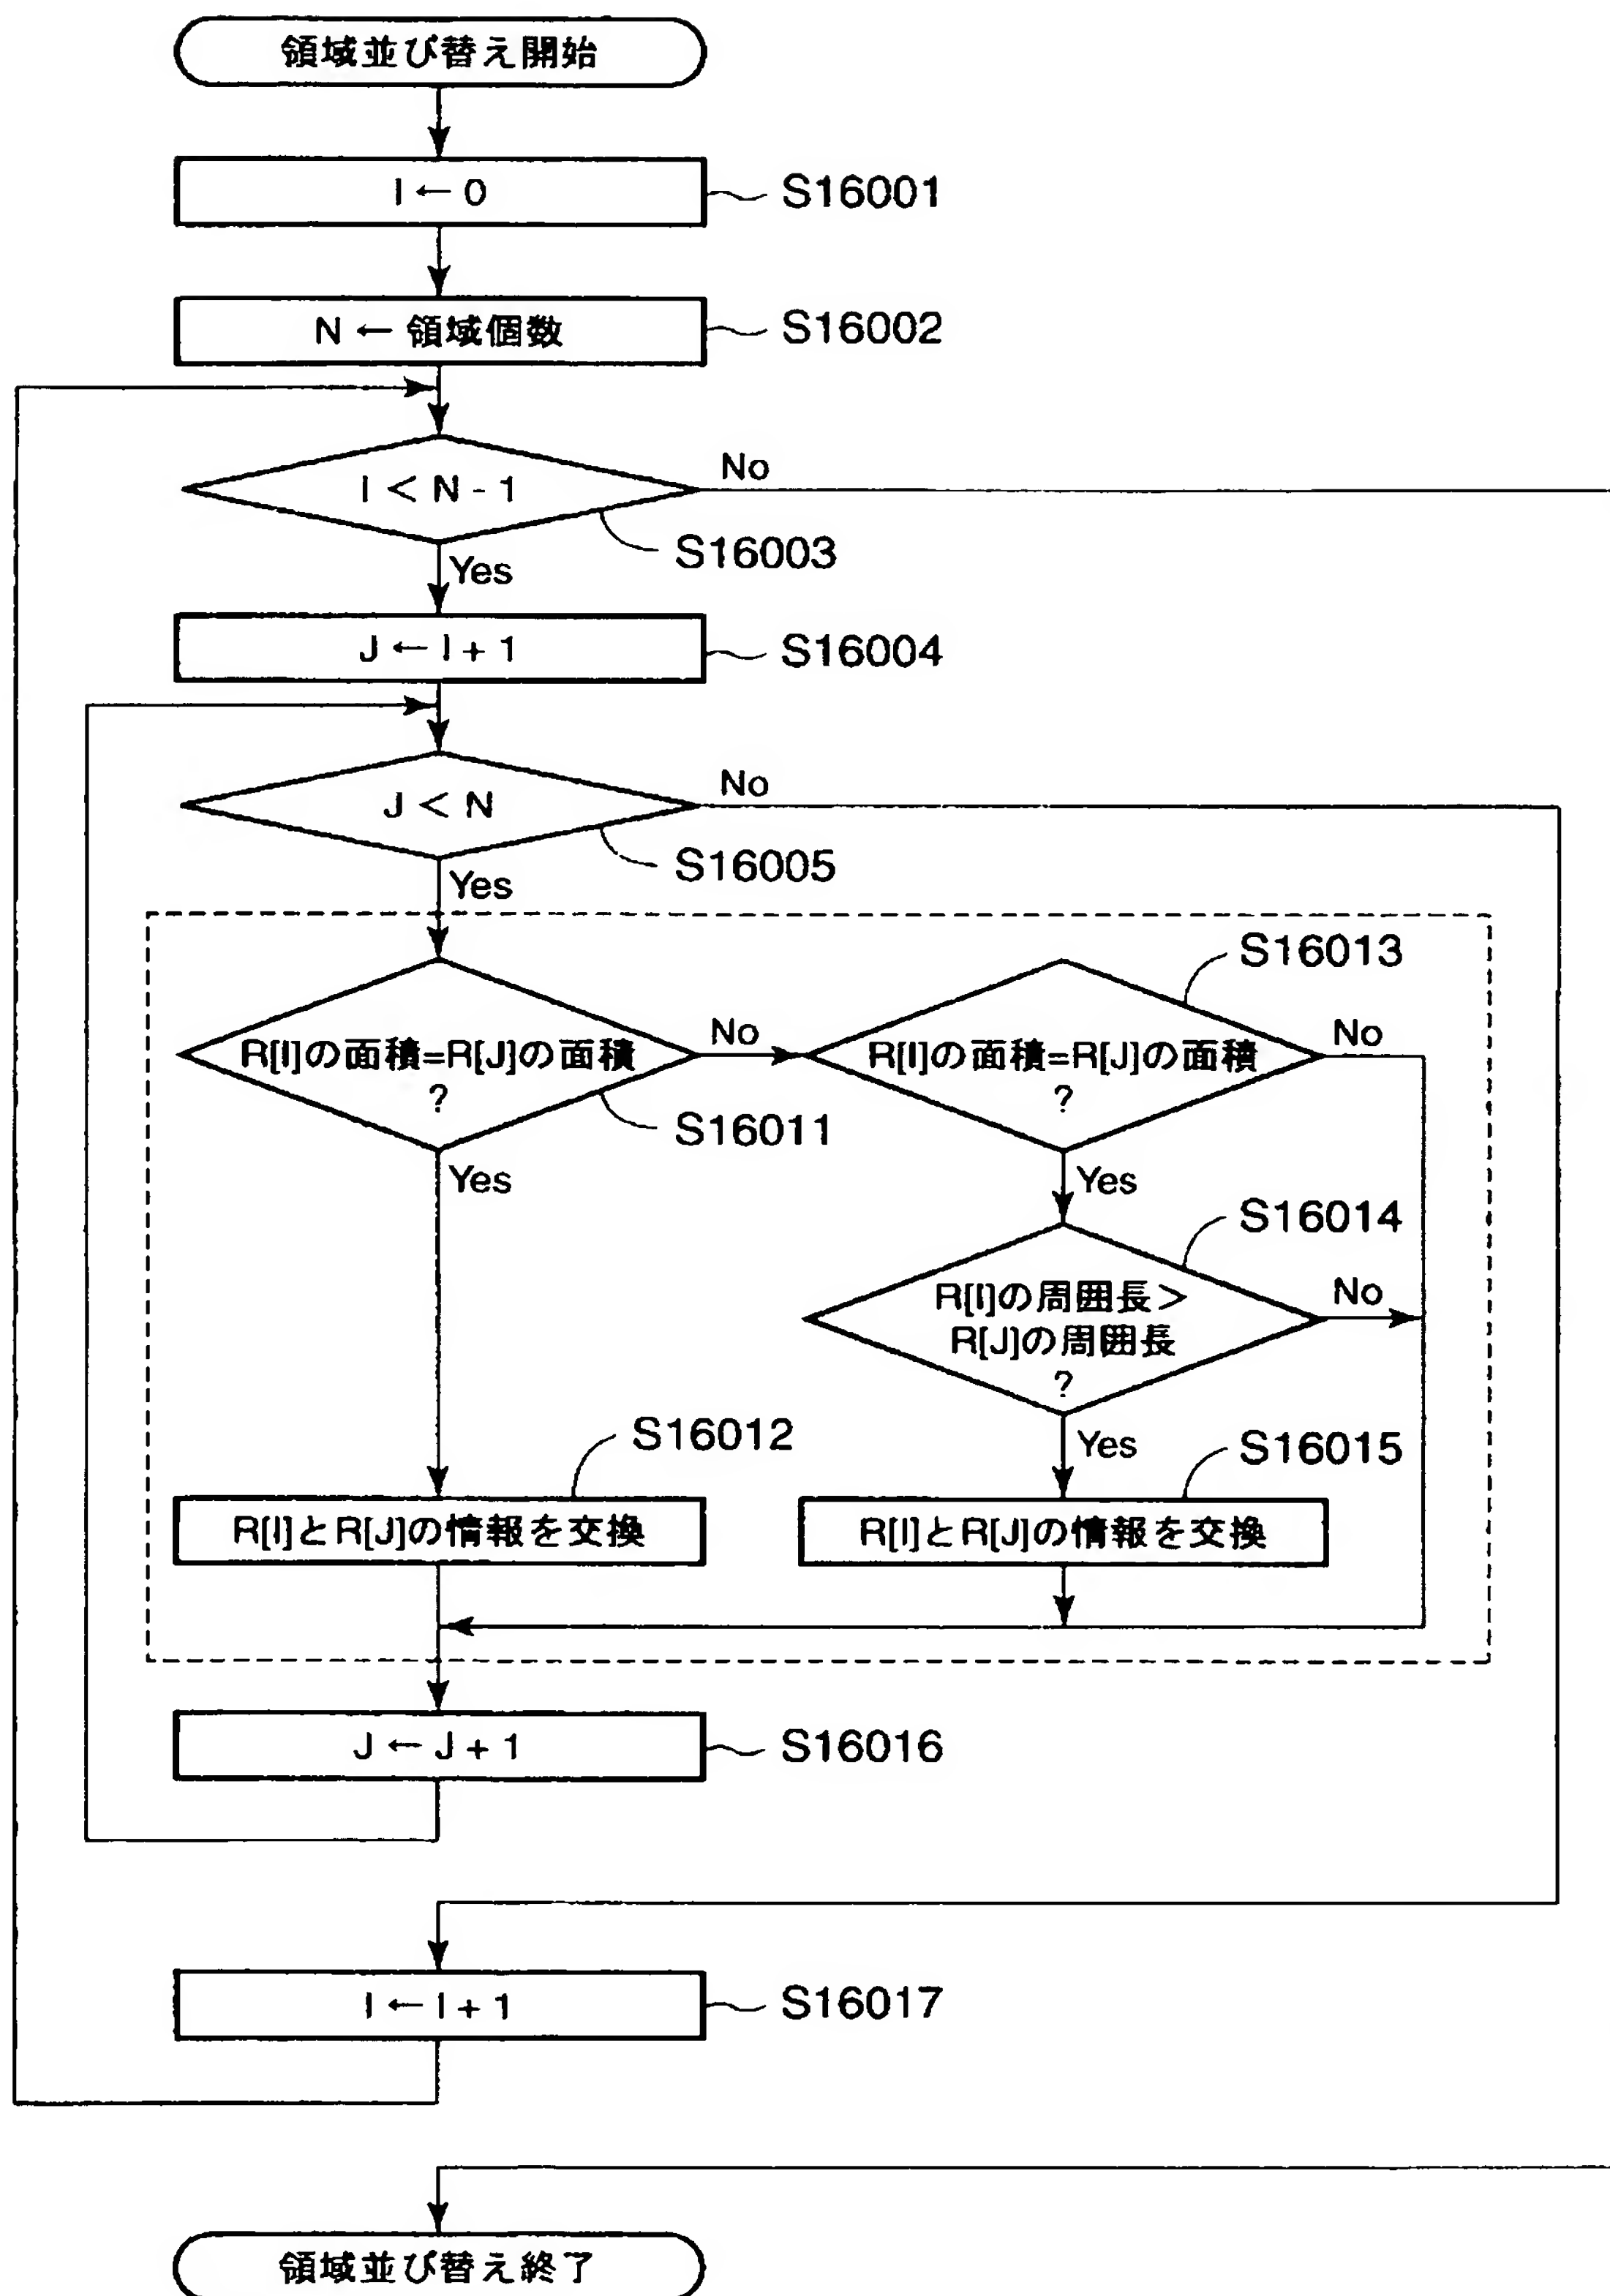 領域並び替え開始
I ← 0
S16001
N ← 領域個数
S16002
I < N - 1
No
S16003
Yes
J ← I + 1
S16004
J < N
No
S16005
Yes
S16013
R[I]の面積=R[J]の面積
?
No
R[I]の面積=R[J]の面積
?
No
S16011
Yes
Yes
S16014
R[I]の周囲長>
R[J]の周囲長
?
No
S16012
Yes
S16015
R[I]とR[J]の情報を交換
R[I]とR[J]の情報を交換
J ← J + 1
S16016
I ← I + 1
S16017
領域並び替え終了